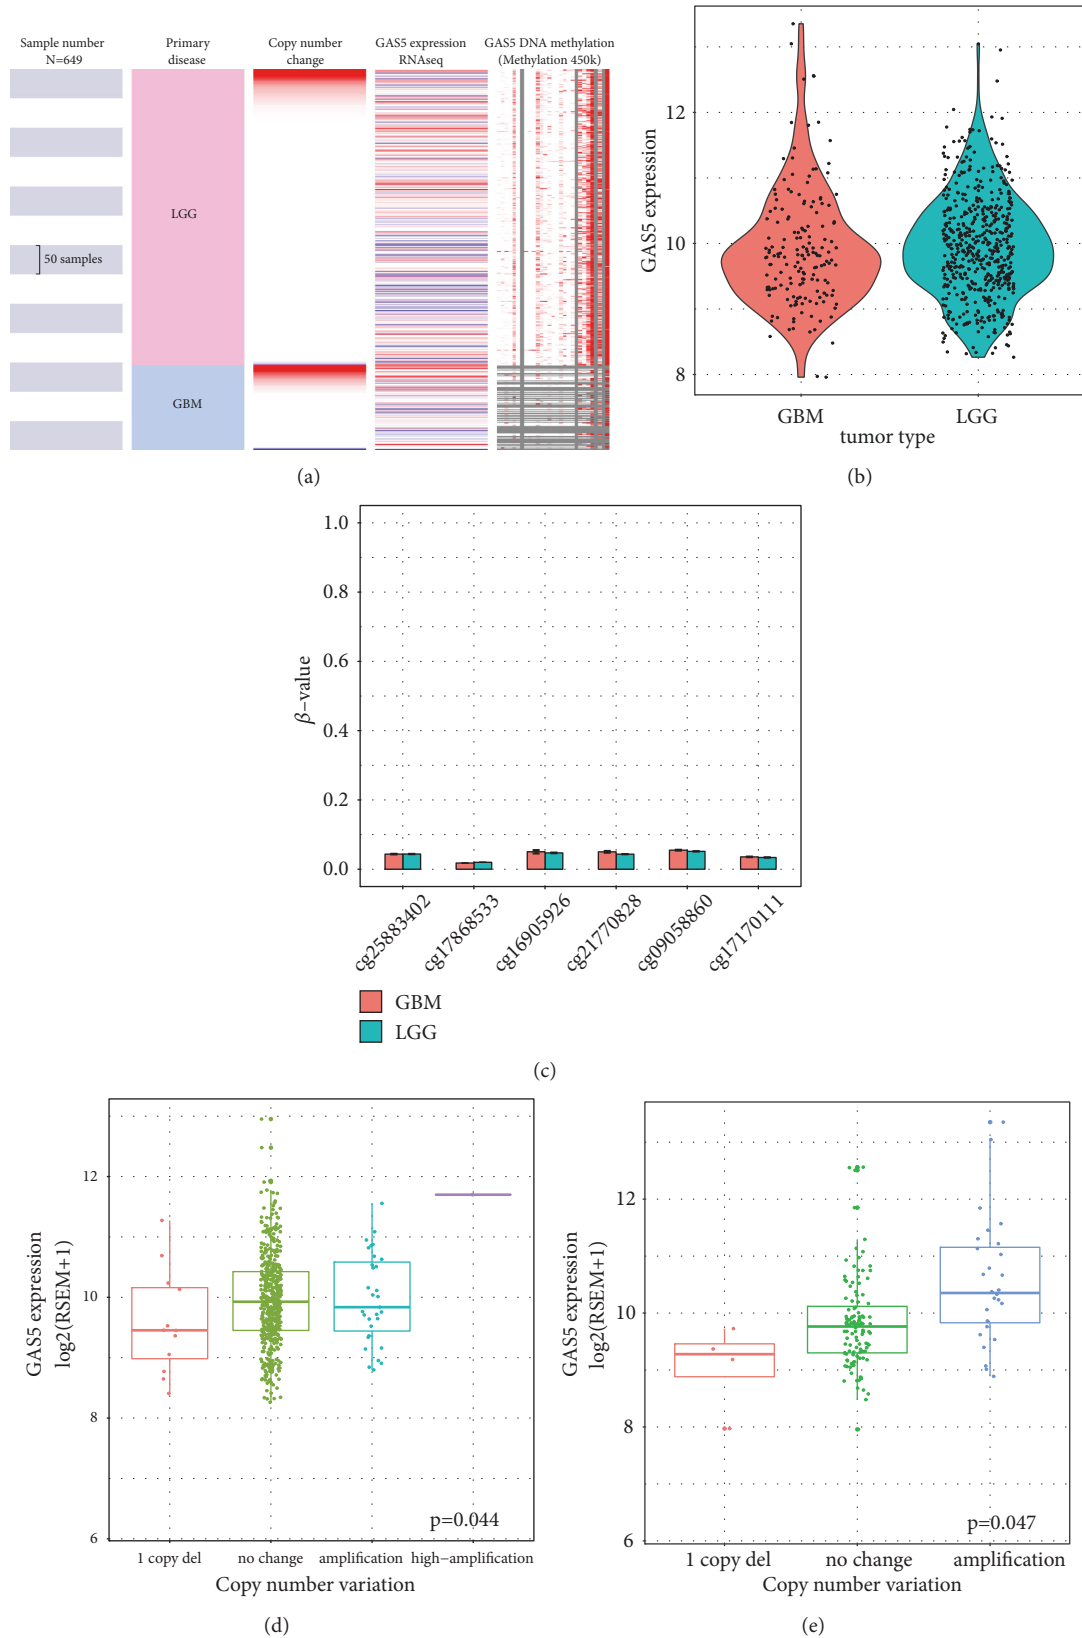 Sample number
N=649
Primary
disease
Copy number
change
GAS5 expression
RNAseq
GAS5 DNA methylation
(Methylation 450k)
LGG
50 samples
GBM
(a)
GAS5 expression
12
10
8
GBM
LGG
tumor type
(b)
β−value
1.0
0.8
0.6
0.4
0.2
0.0
cg25883402
cg17868533
cg16905926
cg21770828
cg09058860
cg17170111
GBM
LGG
(c)
GAS5 expression
log2(RSEM+1)
12
10
8
6
p=0.044
1 copy del
no change
amplification
high−amplification
Copy number variation
(d)
GAS5 expression
log2(RSEM+1)
12
10
8
6
p=0.047
1 copy del
no change
amplification
Copy number variation
(e)